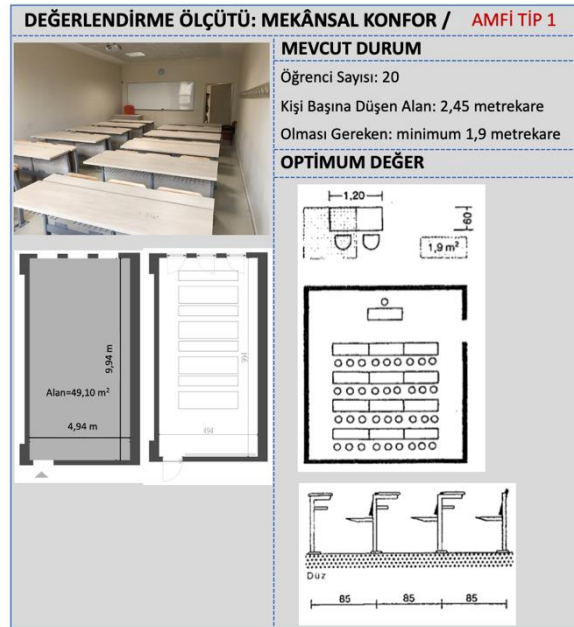 DEĞERLENDİRME ÖLÇÜTÜ: MEKÂNSAL KONFOR / AMFİ TİP 1
MEVCUT DURUM
Öğrenci Sayısı: 20
Kişi Başına Düşen Alan: 2,45 metrekare
Olması Gereken: minimum 1,9 metrekare
OPTİMUM DEĞER
1,20
60
1,9 m²
9,94 m
Alan=49,10 m²
4,94 m
994
494
Düz
85 85 85